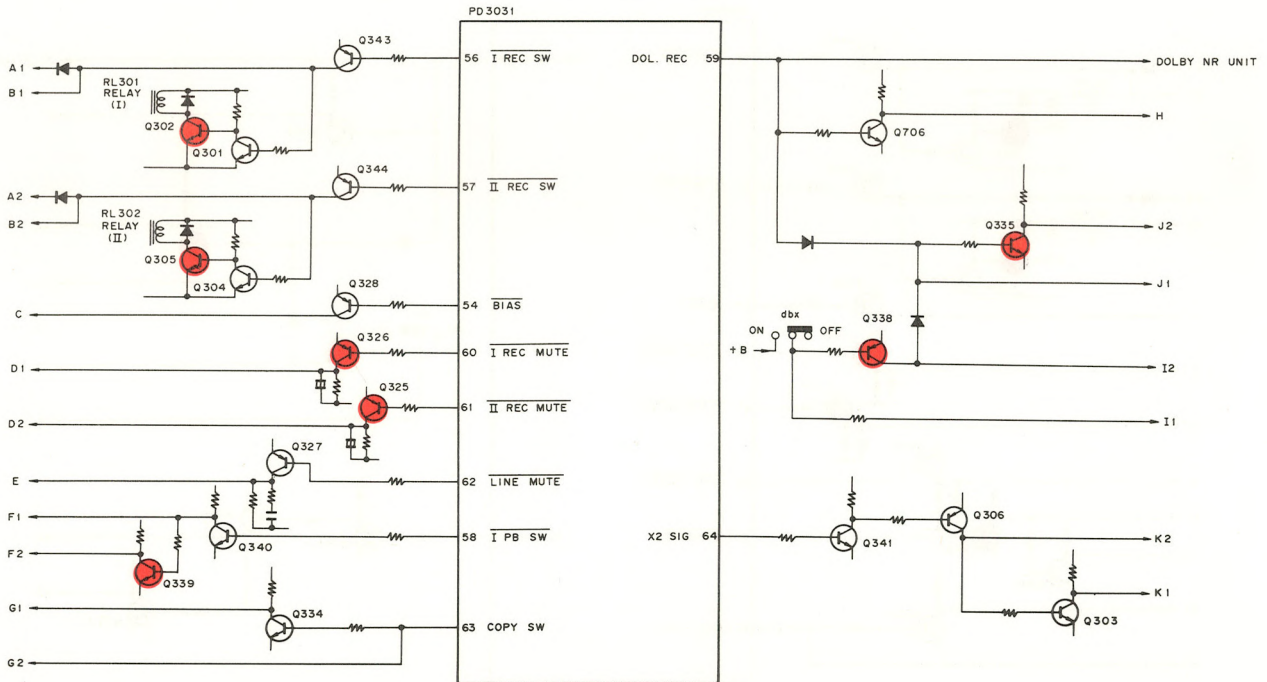 PD3031
Q343
A1
B1
RL301
RELAY
(I)
Q302
Q301
56 I REC SW
Q344
A2
B2
RL302
RELAY
(II)
Q305
Q304
57 II REC SW
Q328
C
54 BIAS
Q326
60 I REC MUTE
D1
Q325
61 II REC MUTE
D2
Q327
E
62 LINE MUTE
F1
Q340
58 I PB SW
F2
Q339
G1
Q334
63 COPY SW
G2
DOL. REC 59
DOLBY NR UNIT
H
Q706
Q335
J2
J1
dbx
ON OFF
+B
Q338
I2
I1
X2 SIG 64
Q341
Q306
K2
K1
Q303